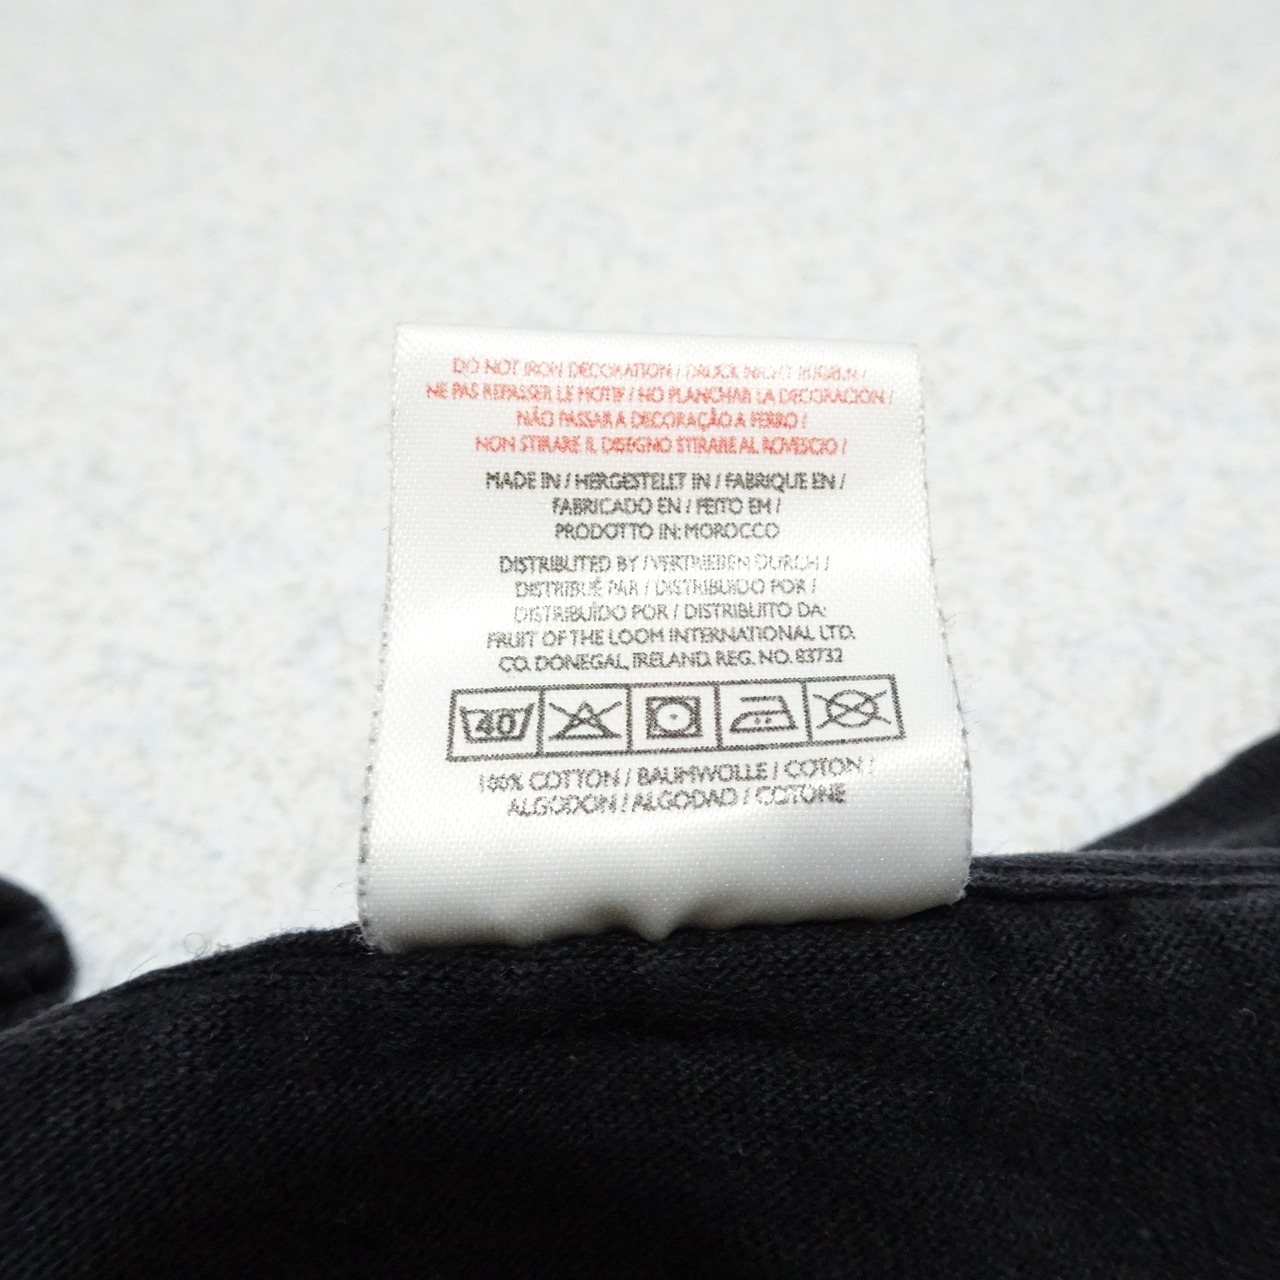 DO NOT IRON DECORATION / DRUCK NICHT BÜGELN /
NE PAS REPASSER LE MOTIF / NO PLANCHAR LA DECORACION /
NÃO PASSAR A DECORAÇÃO A FERRO /
NON STIRARE IL DISEGNO STIRARE AL ROVESCIO /
MADE IN / HERGESTELLT IN / FABRIQUE EN /
FABRICADO EN / FEITO EM /
PRODOTTO IN: MOROCCO
DISTRIBUTED BY / VERTRIEBEN DURCH /
DISTRIBUÉ PAR / DISTRIBUIDO POR /
DISTRIBUÍDO POR / DISTRIBUITO DA:
FRUIT OF THE LOOM INTERNATIONAL LTD.
CO. DONEGAL, IRELAND. REG. NO. 83732
40
100% COTTON / BAUMWOLLE / COTON /
ALGODON / ALGODAO / COTONE